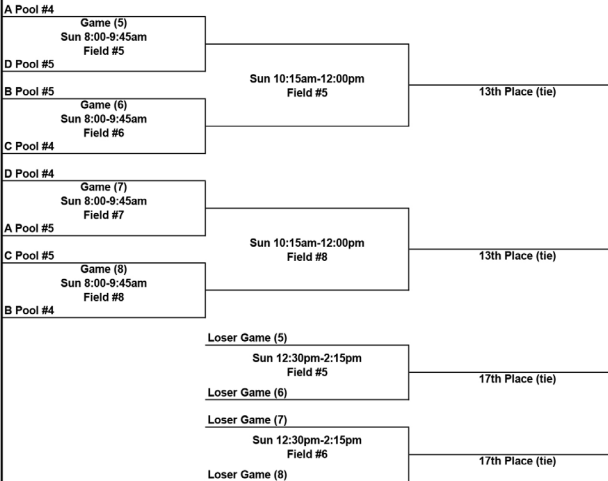 A Pool #4
Game (5)
Sun 8:00-9:45am
Field #5
D Pool #5
Sun 10:15am-12:00pm
Field #5
13th Place (tie)
B Pool #5
Game (6)
Sun 8:00-9:45am
Field #6
C Pool #4
D Pool #4
Game (7)
Sun 8:00-9:45am
Field #7
A Pool #5
Sun 10:15am-12:00pm
Field #8
13th Place (tie)
C Pool #5
Game (8)
Sun 8:00-9:45am
Field #8
B Pool #4
Loser Game (5)
Sun 12:30pm-2:15pm
Field #5
17th Place (tie)
Loser Game (6)
Loser Game (7)
Sun 12:30pm-2:15pm
Field #6
17th Place (tie)
Loser Game (8)